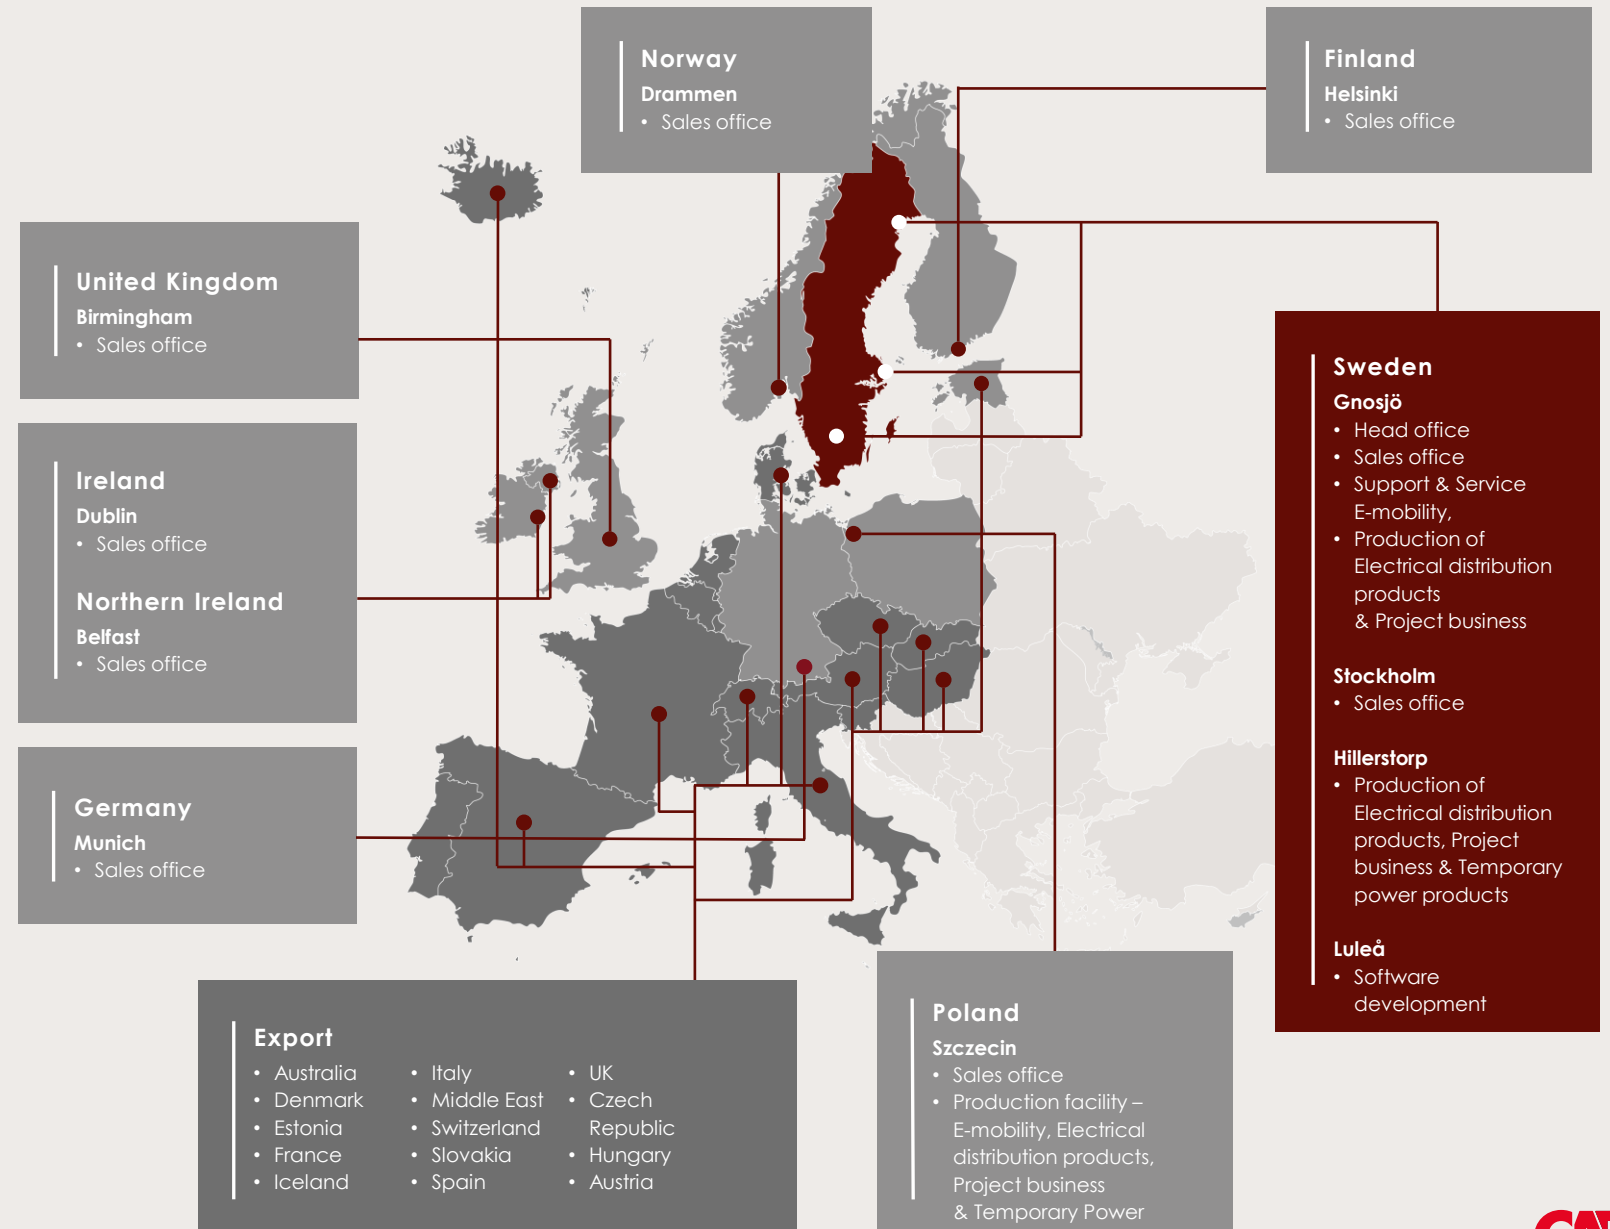 Norway
Drammen
• Sales office
Finland
Helsinki
• Sales office
United Kingdom
Birmingham
• Sales office
Ireland
Dublin
• Sales office
Northern Ireland
Belfast
• Sales office
Germany
Munich
• Sales office
Sweden
Gnosjö
• Head office
• Sales office
• Support & Service
E-mobility,
• Production of
Electrical distribution
products
& Project business
Stockholm
• Sales office
Hillerstorp
• Production of
Electrical distribution
products, Project
business & Temporary
power products
Luleå
• Software
development
Export
• Australia
• Denmark
• Estonia
• France
• Iceland
• Italy
• Middle East
• Switzerland
• Slovakia
• Spain
• UK
• Czech
Republic
• Hungary
• Austria
Poland
Szczecin
• Sales office
• Production facility –
E-mobility, Electrical
distribution products,
Project business
& Temporary Power